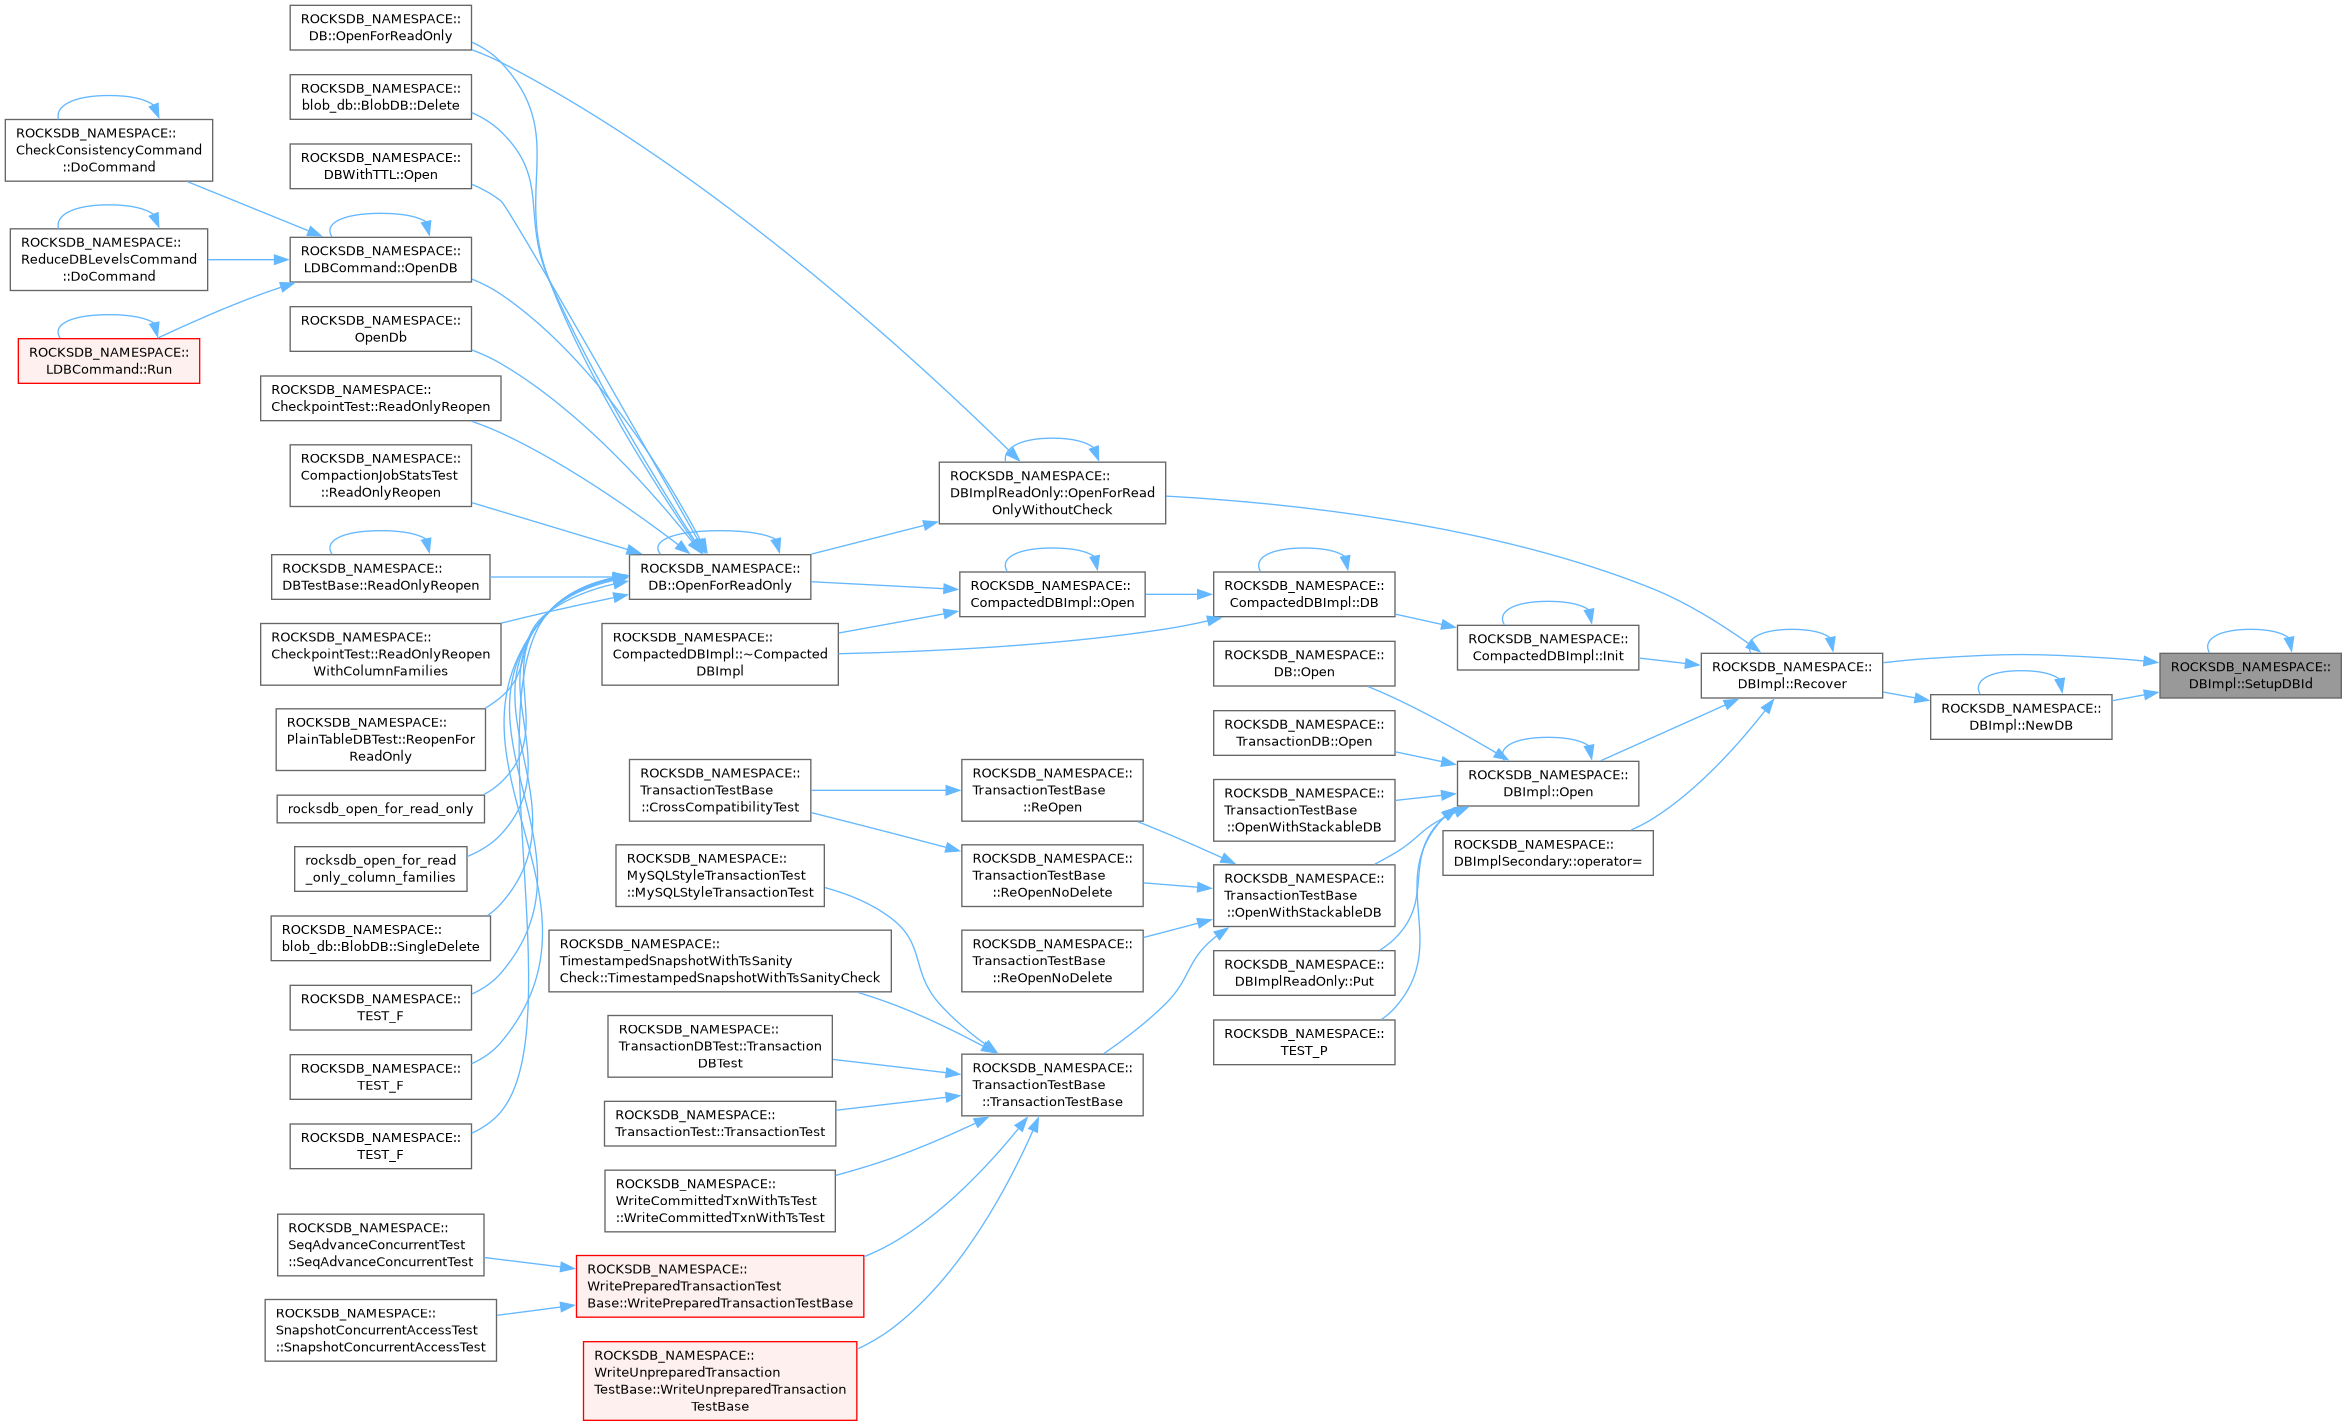 ROCKSDB_NAMESPACE::
DB::OpenForReadOnly
ROCKSDB_NAMESPACE::
blob_db::BlobDB::Delete
ROCKSDB_NAMESPACE::
DBWithTTL::Open
ROCKSDB_NAMESPACE::
CheckConsistencyCommand
::DoCommand
ROCKSDB_NAMESPACE::
ReduceDBLevelsCommand
::DoCommand
ROCKSDB_NAMESPACE::
LDBCommand::Run
ROCKSDB_NAMESPACE::
LDBCommand::OpenDB
ROCKSDB_NAMESPACE::
OpenDb
ROCKSDB_NAMESPACE::
CheckpointTest::ReadOnlyReopen
ROCKSDB_NAMESPACE::
CompactionJobStatsTest
::ReadOnlyReopen
ROCKSDB_NAMESPACE::
DBTestBase::ReadOnlyReopen
ROCKSDB_NAMESPACE::
CheckpointTest::ReadOnlyReopen
WithColumnFamilies
ROCKSDB_NAMESPACE::
PlainTableDBTest::ReopenFor
ReadOnly
rocksdb_open_for_read_only
rocksdb_open_for_read
_only_column_families
ROCKSDB_NAMESPACE::
blob_db::BlobDB::SingleDelete
ROCKSDB_NAMESPACE::
TEST_F
ROCKSDB_NAMESPACE::
TEST_F
ROCKSDB_NAMESPACE::
TEST_F
ROCKSDB_NAMESPACE::
SeqAdvanceConcurrentTest
::SeqAdvanceConcurrentTest
ROCKSDB_NAMESPACE::
SnapshotConcurrentAccessTest
::SnapshotConcurrentAccessTest
ROCKSDB_NAMESPACE::
DB::OpenForReadOnly
ROCKSDB_NAMESPACE::
CompactedDBImpl::~Compacted
DBImpl
ROCKSDB_NAMESPACE::
TransactionTestBase
::CrossCompatibilityTest
ROCKSDB_NAMESPACE::
MySQLStyleTransactionTest
::MySQLStyleTransactionTest
ROCKSDB_NAMESPACE::
TimestampedSnapshotWithTsSanity
Check::TimestampedSnapshotWithTsSanityCheck
ROCKSDB_NAMESPACE::
TransactionDBTest::Transaction
DBTest
ROCKSDB_NAMESPACE::
TransactionTest::TransactionTest
ROCKSDB_NAMESPACE::
WriteCommittedTxnWithTsTest
::WriteCommittedTxnWithTsTest
ROCKSDB_NAMESPACE::
WritePreparedTransactionTest
Base::WritePreparedTransactionTestBase
ROCKSDB_NAMESPACE::
WriteUnpreparedTransaction
TestBase::WriteUnpreparedTransaction
TestBase
ROCKSDB_NAMESPACE::
DBImplReadOnly::OpenForRead
OnlyWithoutCheck
ROCKSDB_NAMESPACE::
CompactedDBImpl::Open
ROCKSDB_NAMESPACE::
TransactionTestBase
::ReOpen
ROCKSDB_NAMESPACE::
TransactionTestBase
::ReOpenNoDelete
ROCKSDB_NAMESPACE::
TransactionTestBase
::ReOpenNoDelete
ROCKSDB_NAMESPACE::
TransactionTestBase
::TransactionTestBase
ROCKSDB_NAMESPACE::
CompactedDBImpl::DB
ROCKSDB_NAMESPACE::
DB::Open
ROCKSDB_NAMESPACE::
TransactionDB::Open
ROCKSDB_NAMESPACE::
TransactionTestBase
::OpenWithStackableDB
ROCKSDB_NAMESPACE::
TransactionTestBase
::OpenWithStackableDB
ROCKSDB_NAMESPACE::
DBImplReadOnly::Put
ROCKSDB_NAMESPACE::
TEST_P
ROCKSDB_NAMESPACE::
CompactedDBImpl::Init
ROCKSDB_NAMESPACE::
DBImpl::Open
ROCKSDB_NAMESPACE::
DBImplSecondary::operator=
ROCKSDB_NAMESPACE::
DBImpl::Recover
ROCKSDB_NAMESPACE::
DBImpl::NewDB
ROCKSDB_NAMESPACE::
DBImpl::SetupDBId